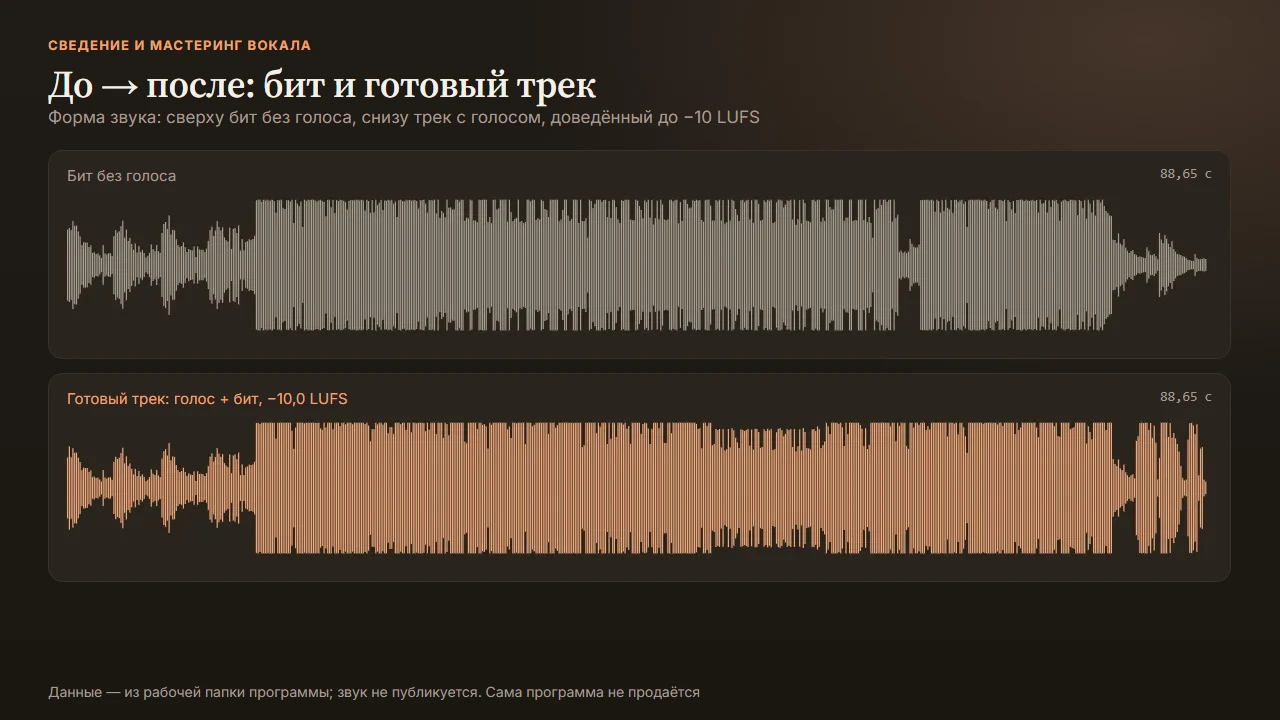 СВЕДЕНИЕ И МАСТЕРИНГ ВОКАЛА
До → после: бит и готовый трек
Форма звука: сверху бит без голоса, снизу трек с голосом, доведённый до −10 LUFS
Бит без голоса
88,65 с
Готовый трек: голос + бит, −10,0 LUFS
88,65 с
Данные — из рабочей папки программы; звук не публикуется. Сама программа не продаётся